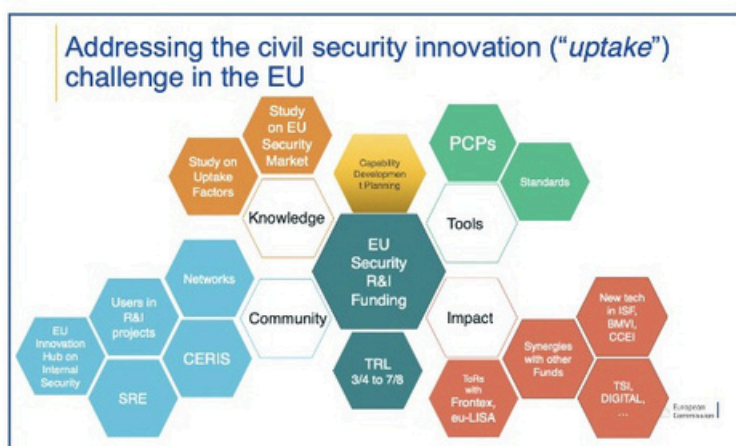 Addressing the civil security innovation ("uptake")
challenge in the EU
Study
on EU
Security
Market
Study on
Uptake
Factors
Knowledge
Capability
Developmen
t Planning
PCPs
Standards
Tools
EU
Security
R&I
Funding
Networks
Users in
R&I
projects
EU
Innovation
Hub on
Internal
Security
CERIS
SRE
Community
TRL
3/4 to 7/8
Impact
ToRs
with
Frontex,
eu-LISA
Synergies
with other
Funds
New tech
in ISF,
BMVI,
CCEI
TSI,
DIGITAL,
...
European
Commission